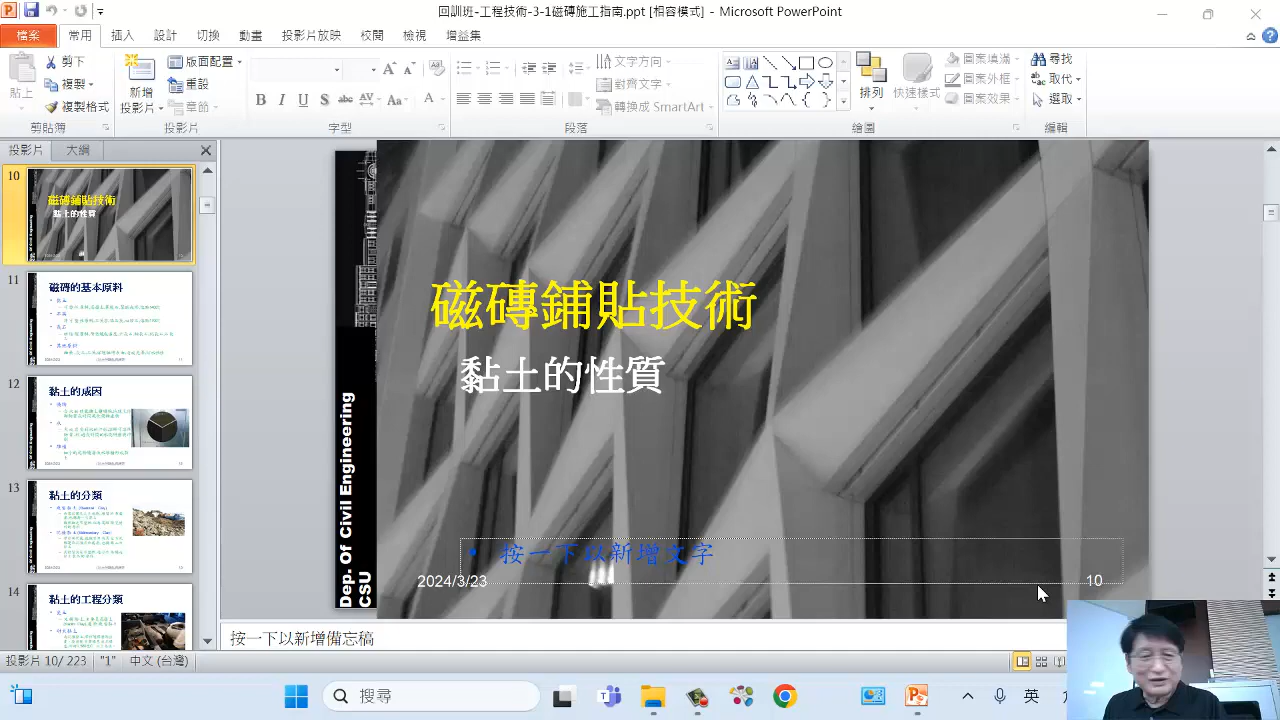 回訓班-工程技術-3-1磁磚施工指南.ppt [相容模式] - Microsoft PowerPoint
檔案 常用 插入 設計 切換 動畫 投影片放映 校閱 檢視 增益集
剪下
複製
複製格式
貼上
剪貼簿
新增
投影片
版面配置
重設
章節
投影片
B I U S abc AV Aa A
字型
文字方向
對齊文字
轉換成 SmartArt
段落
排列
快速樣式
圖案填滿
圖案外框
圖案效果
繪圖
尋找
取代
選取
編輯
投影片 大綱
10
磁磚鋪貼技術
黏土的性質
11
磁磚的基本原料
12
黏土的成因
13
黏土的分類
14
黏土的工程分類
磁磚鋪貼技術
黏土的性質
Dep. of Civil Engineering
CSU
按一下以新增文字
2024/3/23
10
按一下以新增備忘稿
投影片 10/ 223 "1" 中文 (台灣)
搜尋
英